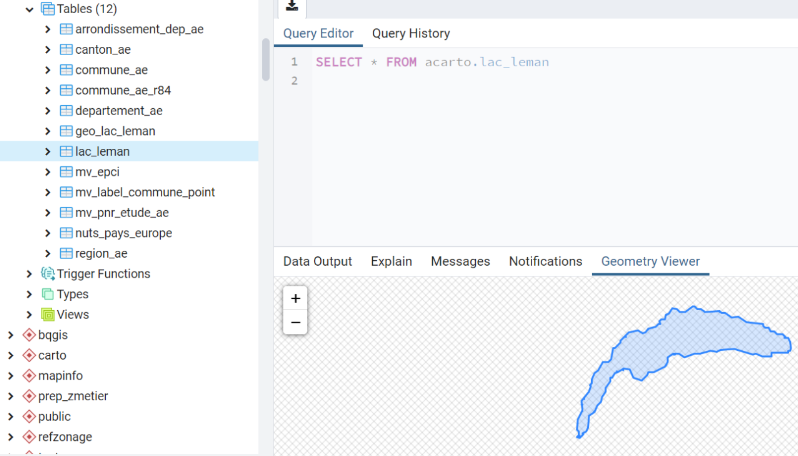 Tables (12)
arrondissement_dep_ae
canton_ae
commune_ae
commune_ae_r84
departement_ae
geo_lac_leman
lac_leman
mv_epci
mv_label_commune_point
mv_pnr_etude_ae
nuts_pays_europe
region_ae
Trigger Functions
Types
Views
bqgis
carto
mapinfo
prep_zmetier
public
refzonage
Query Editor Query History
1 SELECT * FROM acarto.lac_leman
2
Data Output Explain Messages Notifications Geometry Viewer
+
−